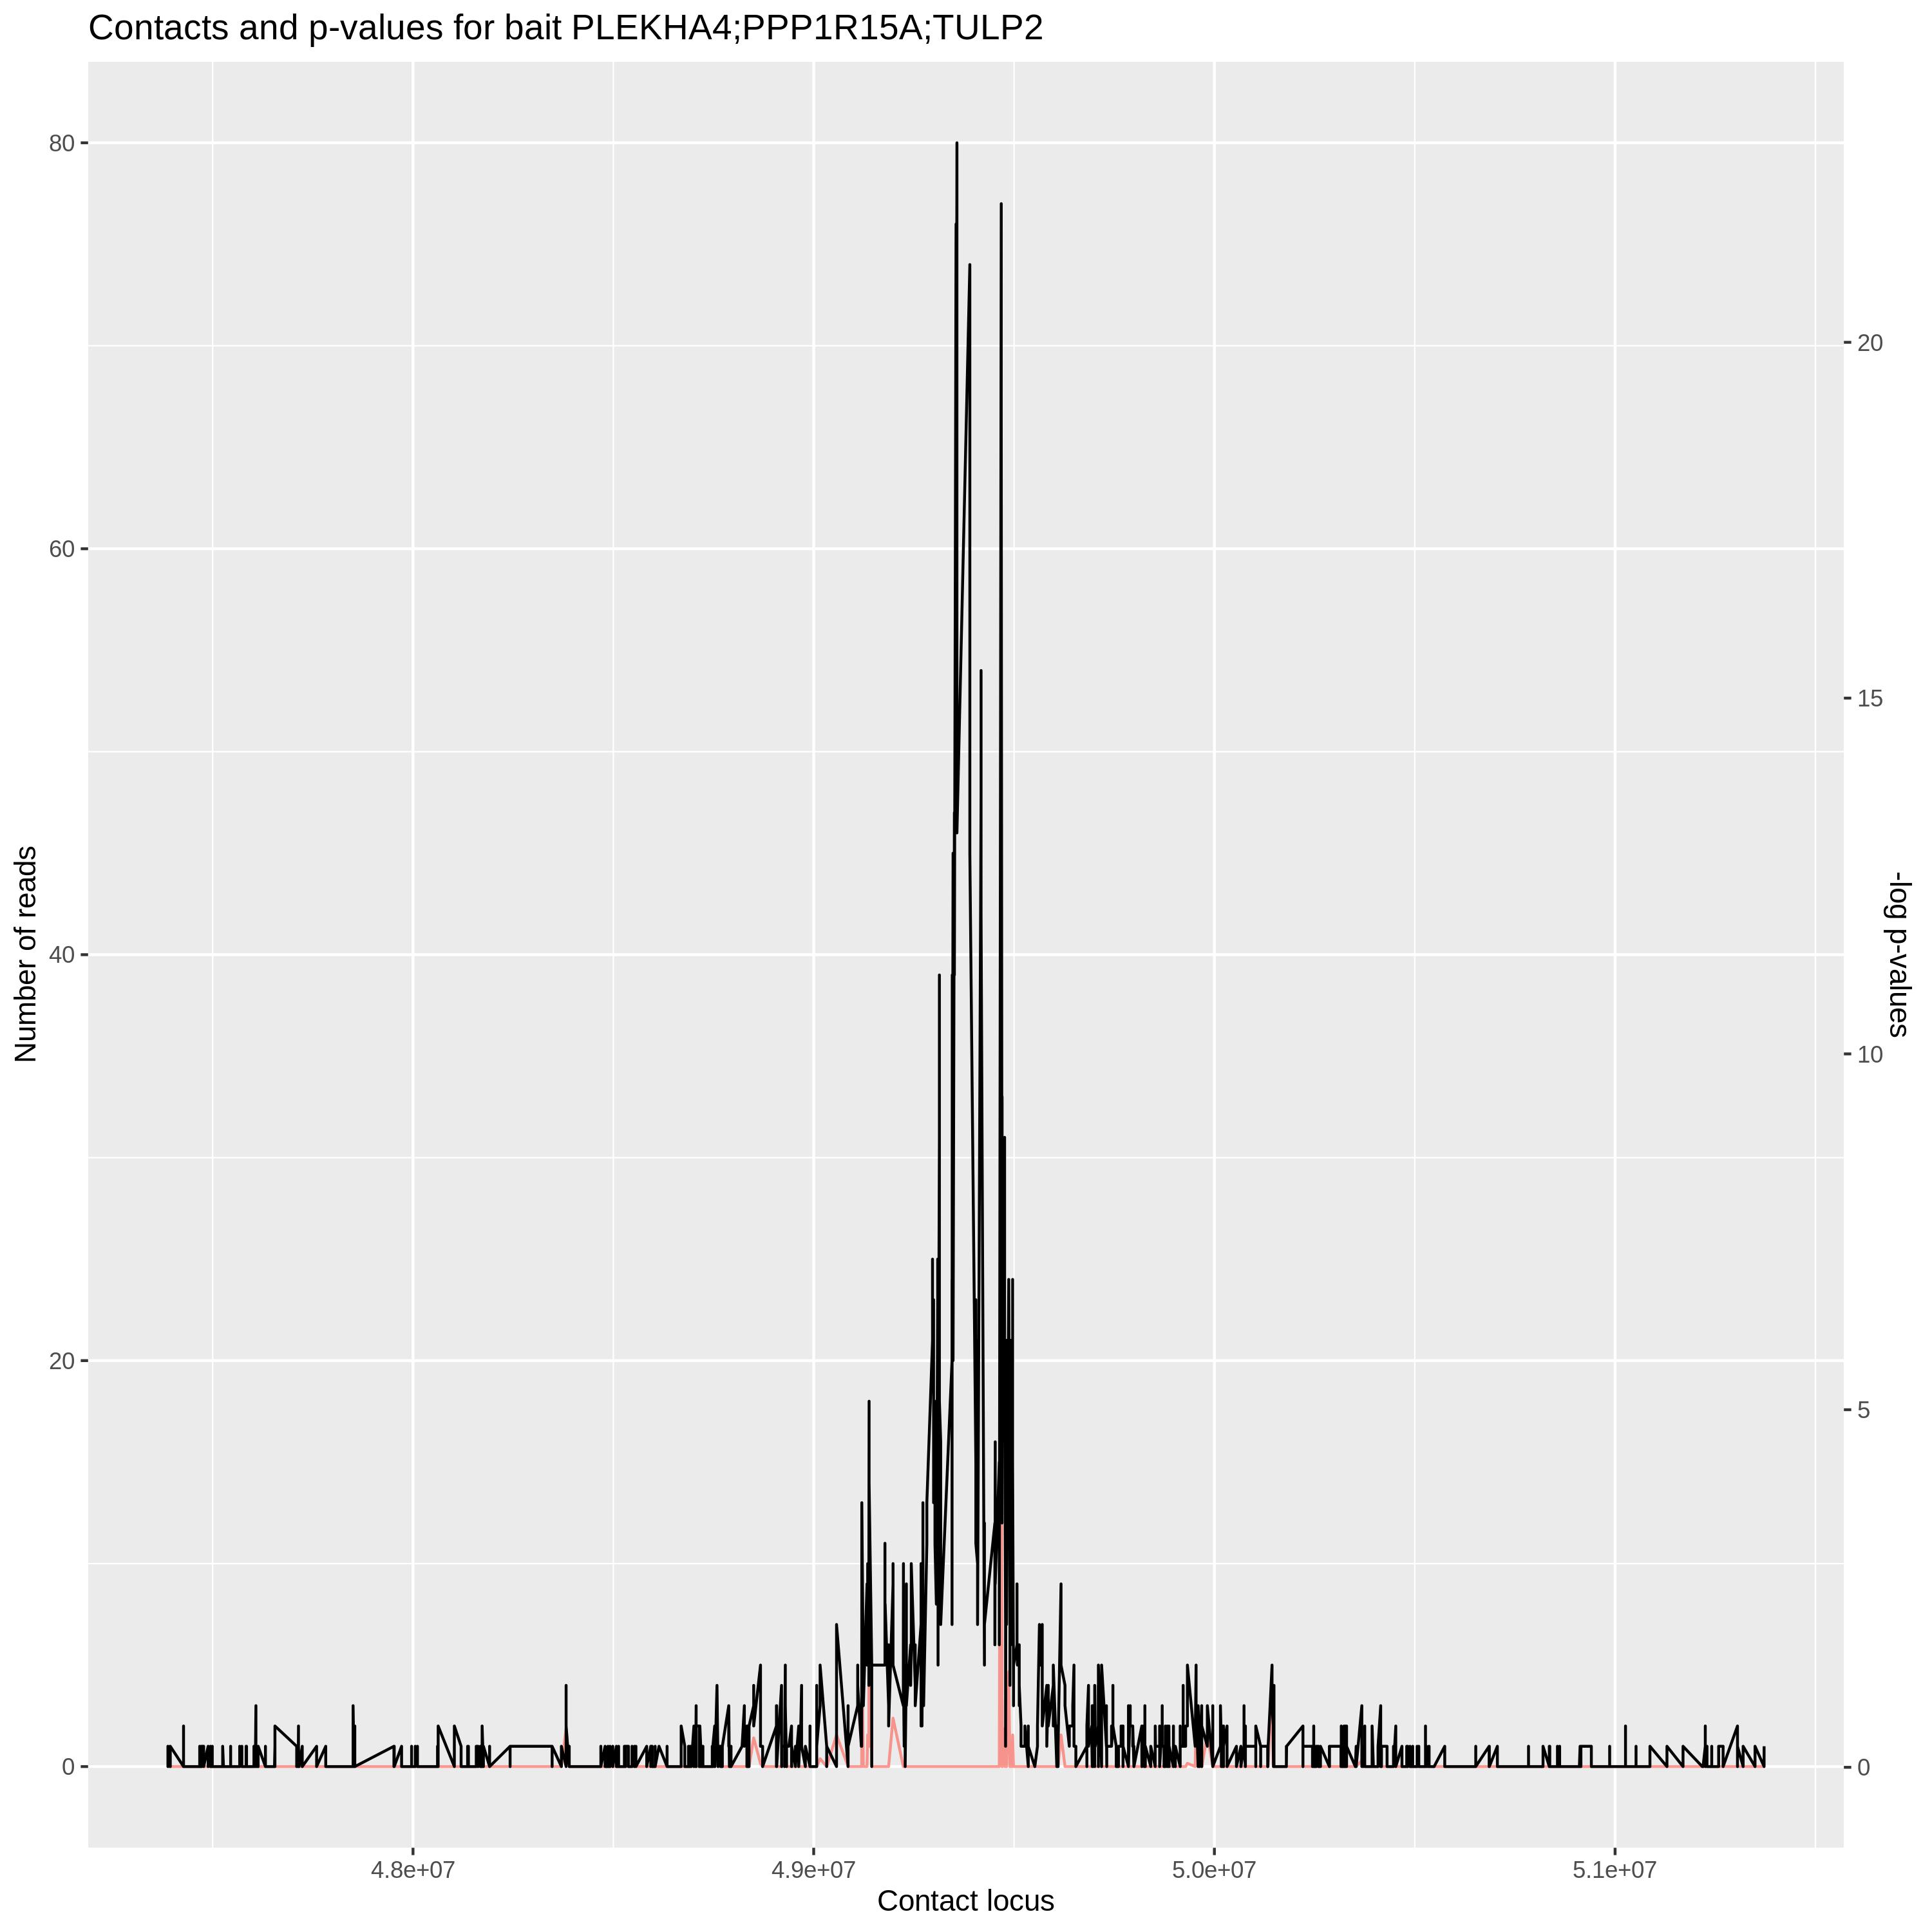 Contacts and p-values for bait PLEKHA4;PPP1R15A;TULP2
80
60
40
20
0
Number of reads
20
15
10
5
0
-log p-values
4.8e+07
4.9e+07
5.0e+07
5.1e+07
Contact locus